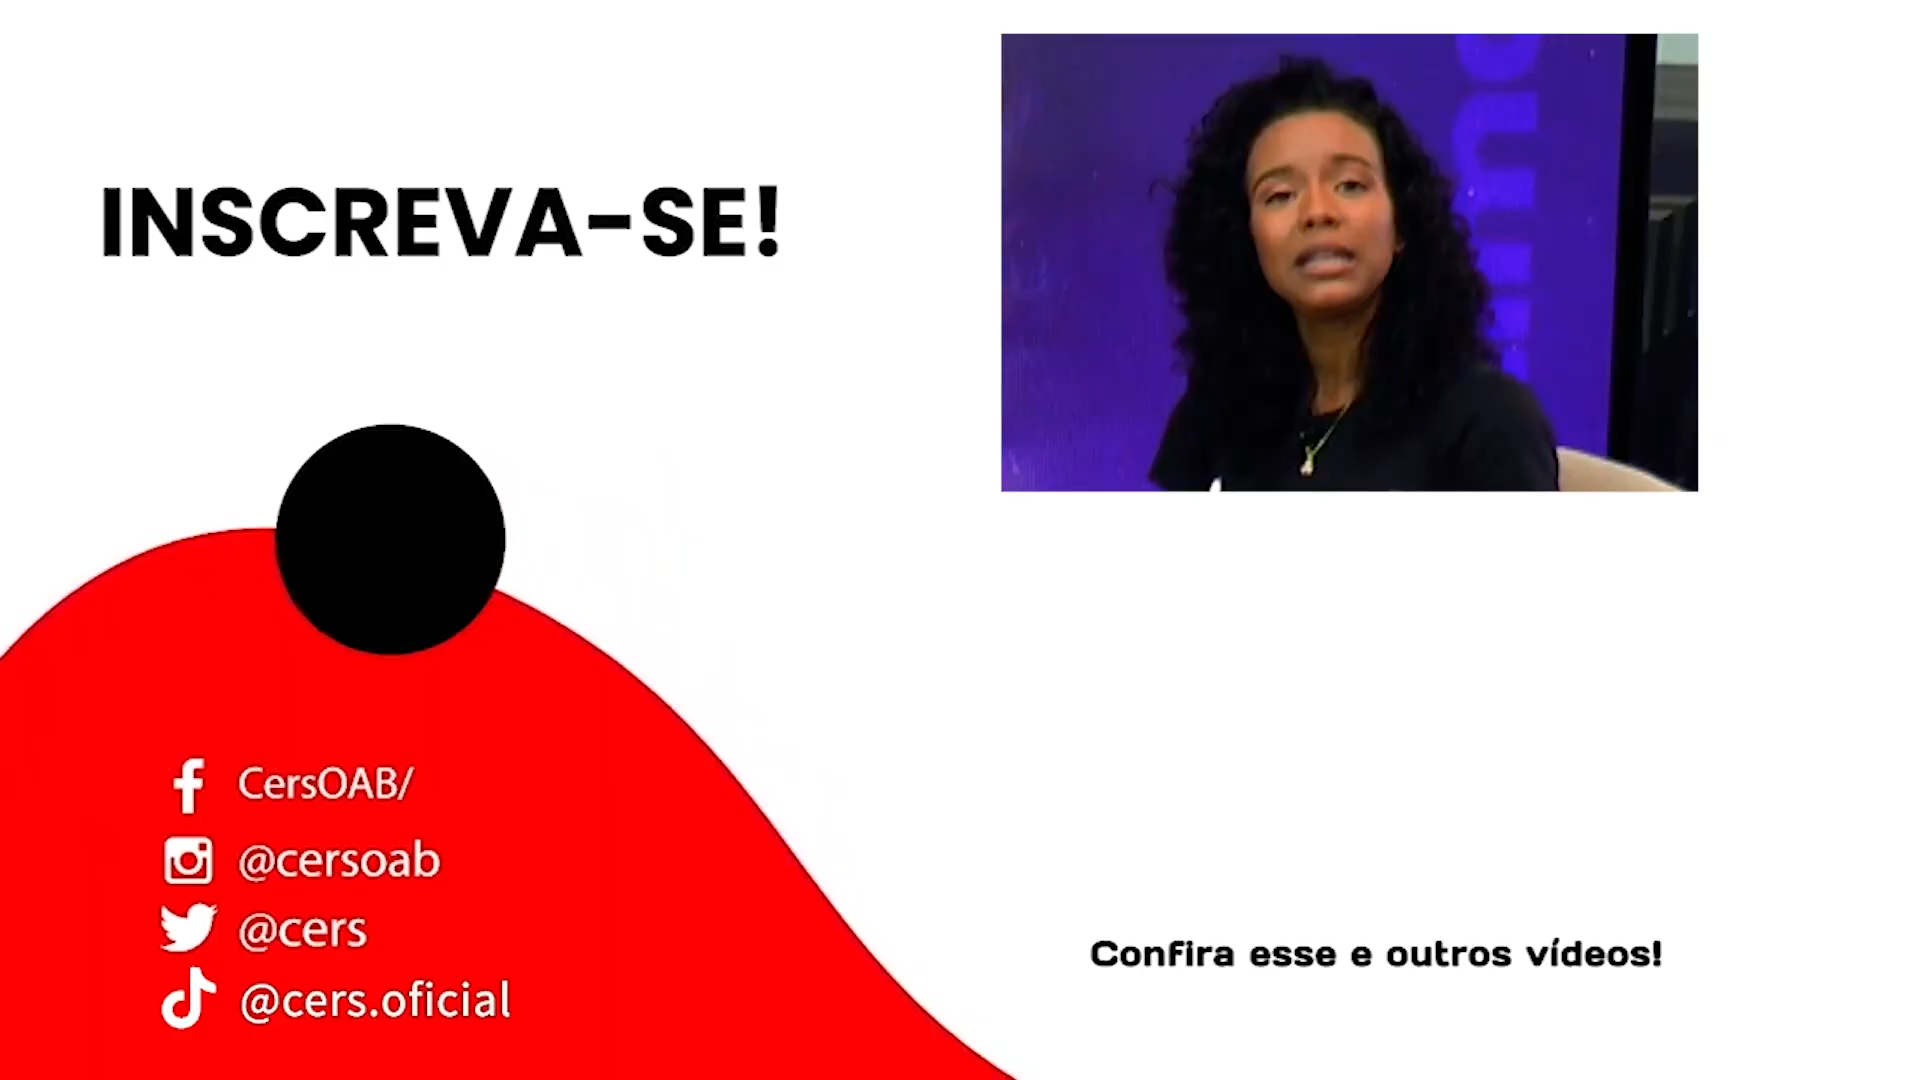 INSCREVA-SE!
CersOAB/
@cersoab
@cers
@cers.oficial
Confira esse e outros vídeos!